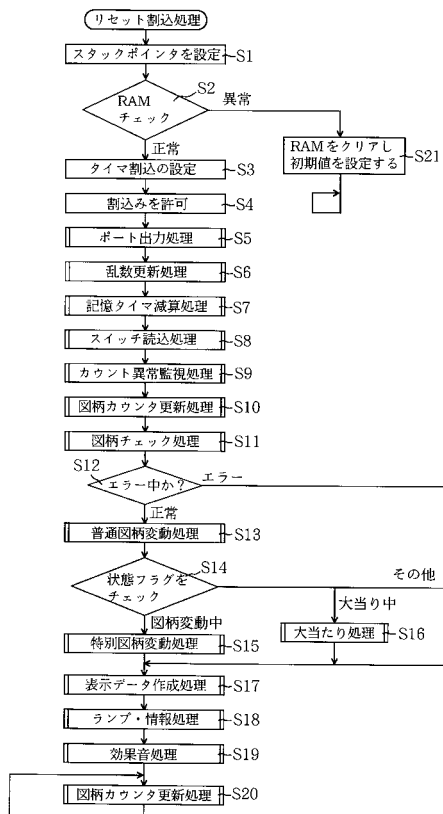 リセット割込処理
スタックポインタを設定 S1
RAM
チェック
S2
異常
正常
RAMをクリアし
初期値を設定する
S21
タイマ割込の設定 S3
割込みを許可 S4
ポート出力処理 S5
乱数更新処理 S6
記憶タイマ減算処理 S7
スイッチ読込処理 S8
カウント異常監視処理 S9
図柄カウンタ更新処理 S10
図柄チェック処理 S11
S12
エラー中か?
エラー
正常
普通図柄変動処理 S13
S14
状態フラグを
チェック
その他
大当り中
図柄変動中
大当たり処理 S16
特別図柄変動処理 S15
表示データ作成処理 S17
ランプ・情報処理 S18
効果音処理 S19
図柄カウンタ更新処理 S20